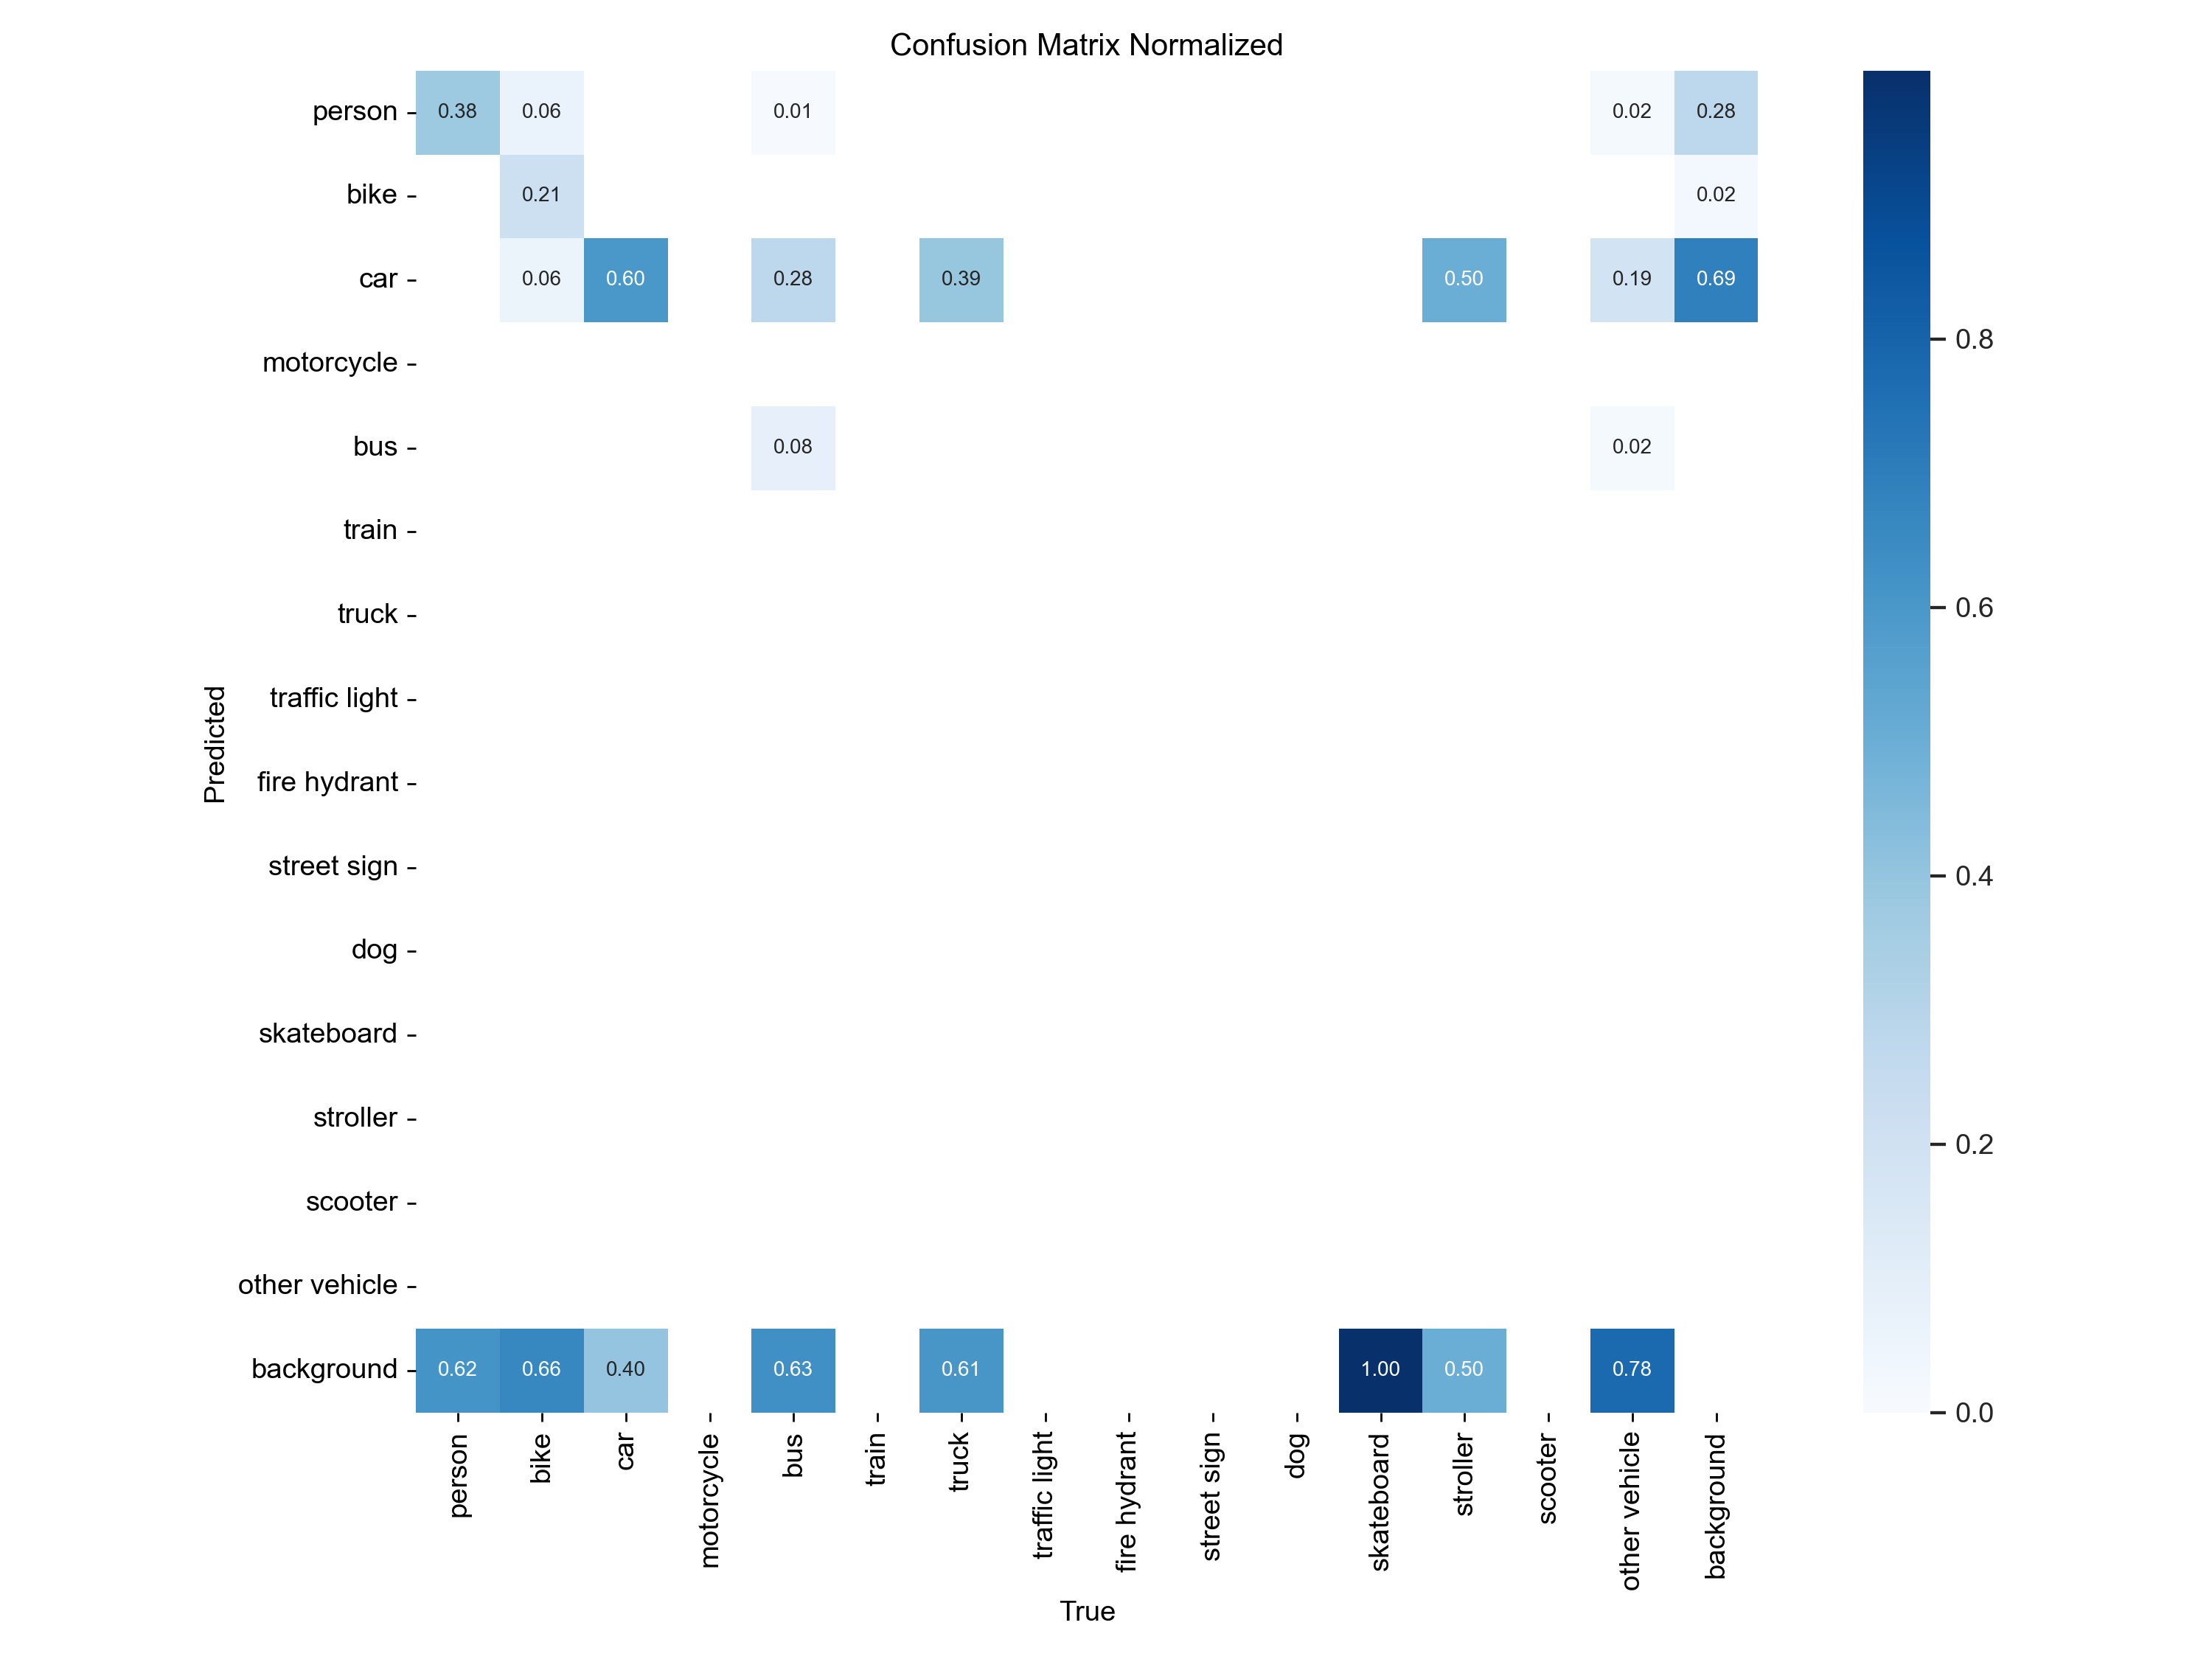 Confusion Matrix Normalized
person 0.38 0.06 0.01 0.02 0.28
bike 0.21 0.02
car 0.06 0.60 0.28 0.39 0.50 0.19 0.69
motorcycle
bus 0.08 0.02
train
truck
traffic light
fire hydrant
street sign
dog
skateboard
stroller
scooter
other vehicle
background 0.62 0.66 0.40 0.63 0.61 1.00 0.50 0.78
Predicted
person bike car motorcycle bus train truck traffic light fire hydrant street sign dog skateboard stroller scooter other vehicle background
True
0.8
0.6
0.4
0.2
0.0